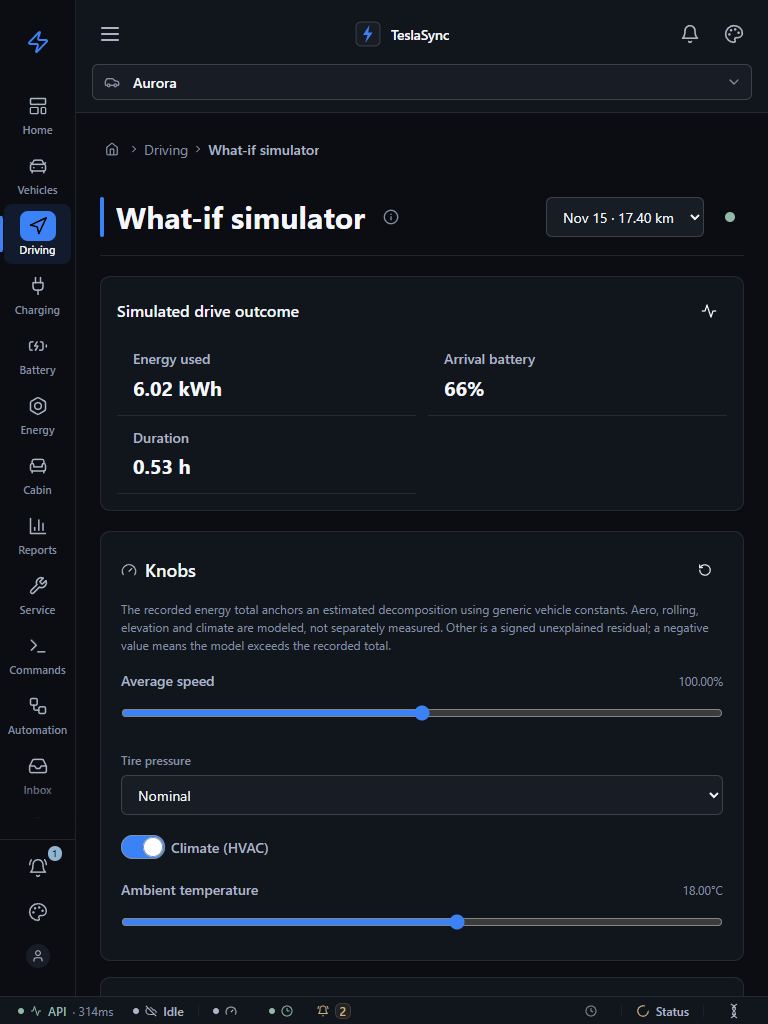 TeslaSync
Aurora
Home
Vehicles
Driving
Charging
Battery
Energy
Cabin
Reports
Service
Commands
Automation
Inbox
1
Driving > What-if simulator
What-if simulator
Nov 15 · 17.40 km
Simulated drive outcome
Energy used
6.02 kWh
Arrival battery
66%
Duration
0.53 h
Knobs
The recorded energy total anchors an estimated decomposition using generic vehicle constants. Aero, rolling,
elevation and climate are modeled, not separately measured. Other is a signed unexplained residual; a negative
value means the model exceeds the recorded total.
Average speed
100.00%
Tire pressure
Nominal
Climate (HVAC)
Ambient temperature
18.00°C
API · 314ms
Idle
2
Status